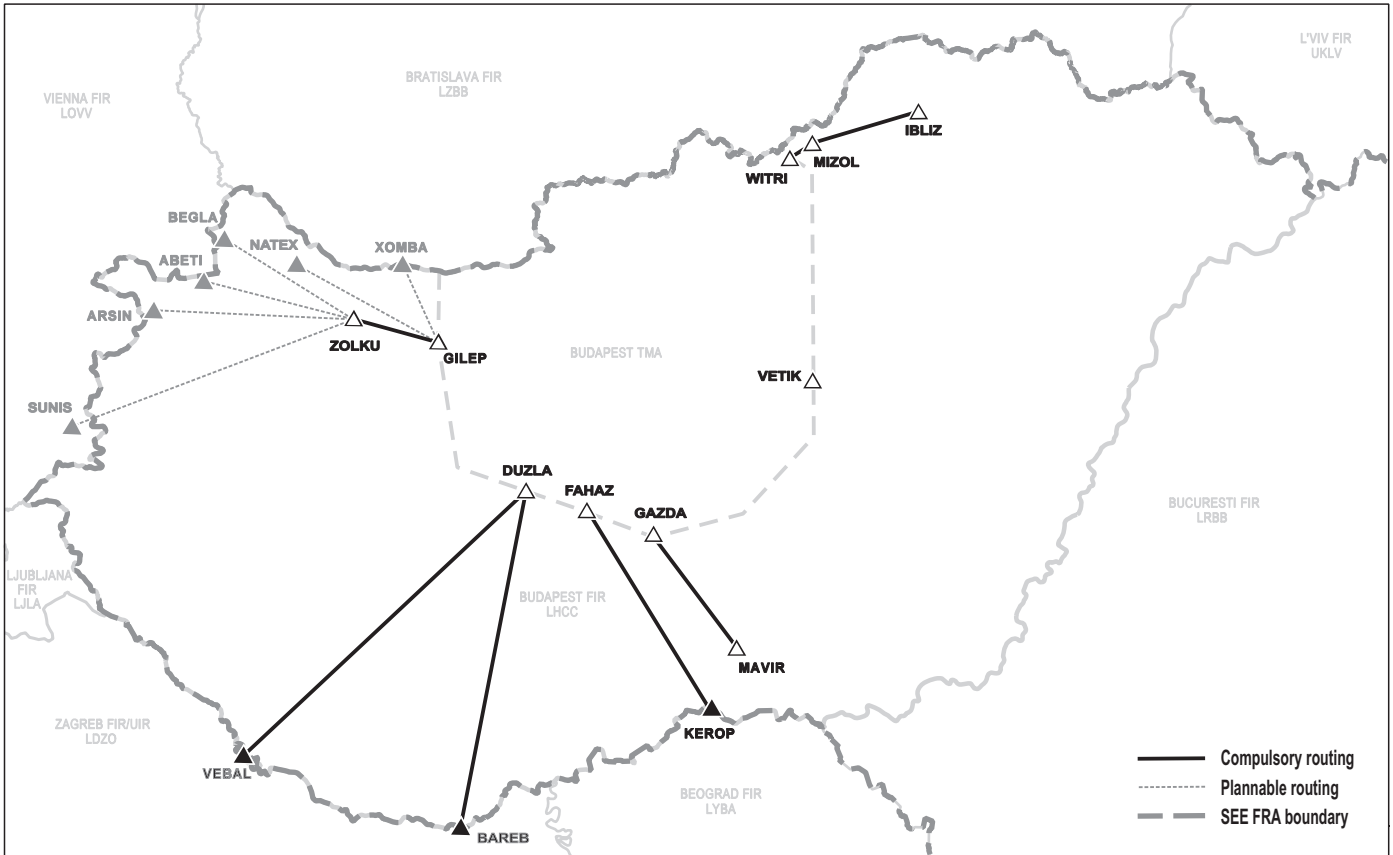 L'VIV FIR
UKLV
BRATISLAVA FIR
LZBB
VIENNA FIR
LOVV
IBLIZ
MIZOL
WITRI
BEGLA
NATEX
XOMBA
ABETI
ARSIN
ZOLKU
GILEP
BUDAPEST TMA
VETIK
SUNIS
DUZLA
FAHAZ
GAZDA
BUCURESTI FIR
LRBB
LJUBLJANA
FIR
LJLA
BUDAPEST FIR
LHCC
MAVIR
ZAGREB FIR/UIR
LDZO
KEROP
VEBAL
BEOGRAD FIR
LYBA
BAREB
Compulsory routing
Plannable routing
SEE FRA boundary